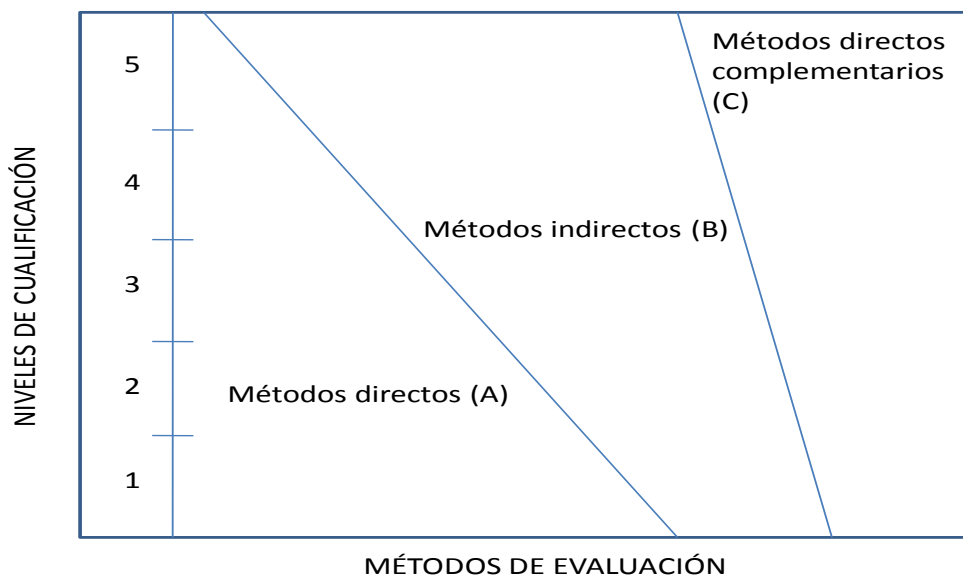 NIVELES DE CUALIFICACIÓN
5
4
3
2
1
Métodos directos
complementarios
(C)
Métodos indirectos (B)
Métodos directos (A)
MÉTODOS DE EVALUACIÓN